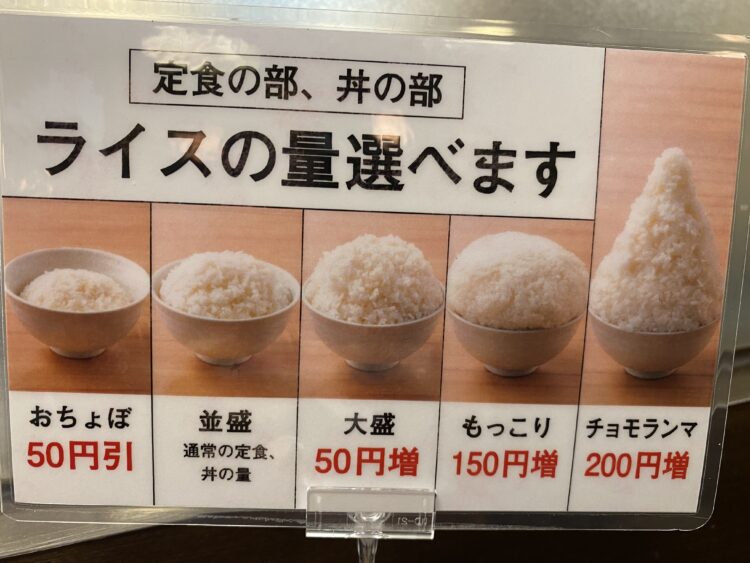 定食の部、丼の部
ライスの量選べます
おちょぼ
50円引
並盛
通常の定食、
丼の量
大盛
50円増
もっこり
150円増
チョモランマ
200円増